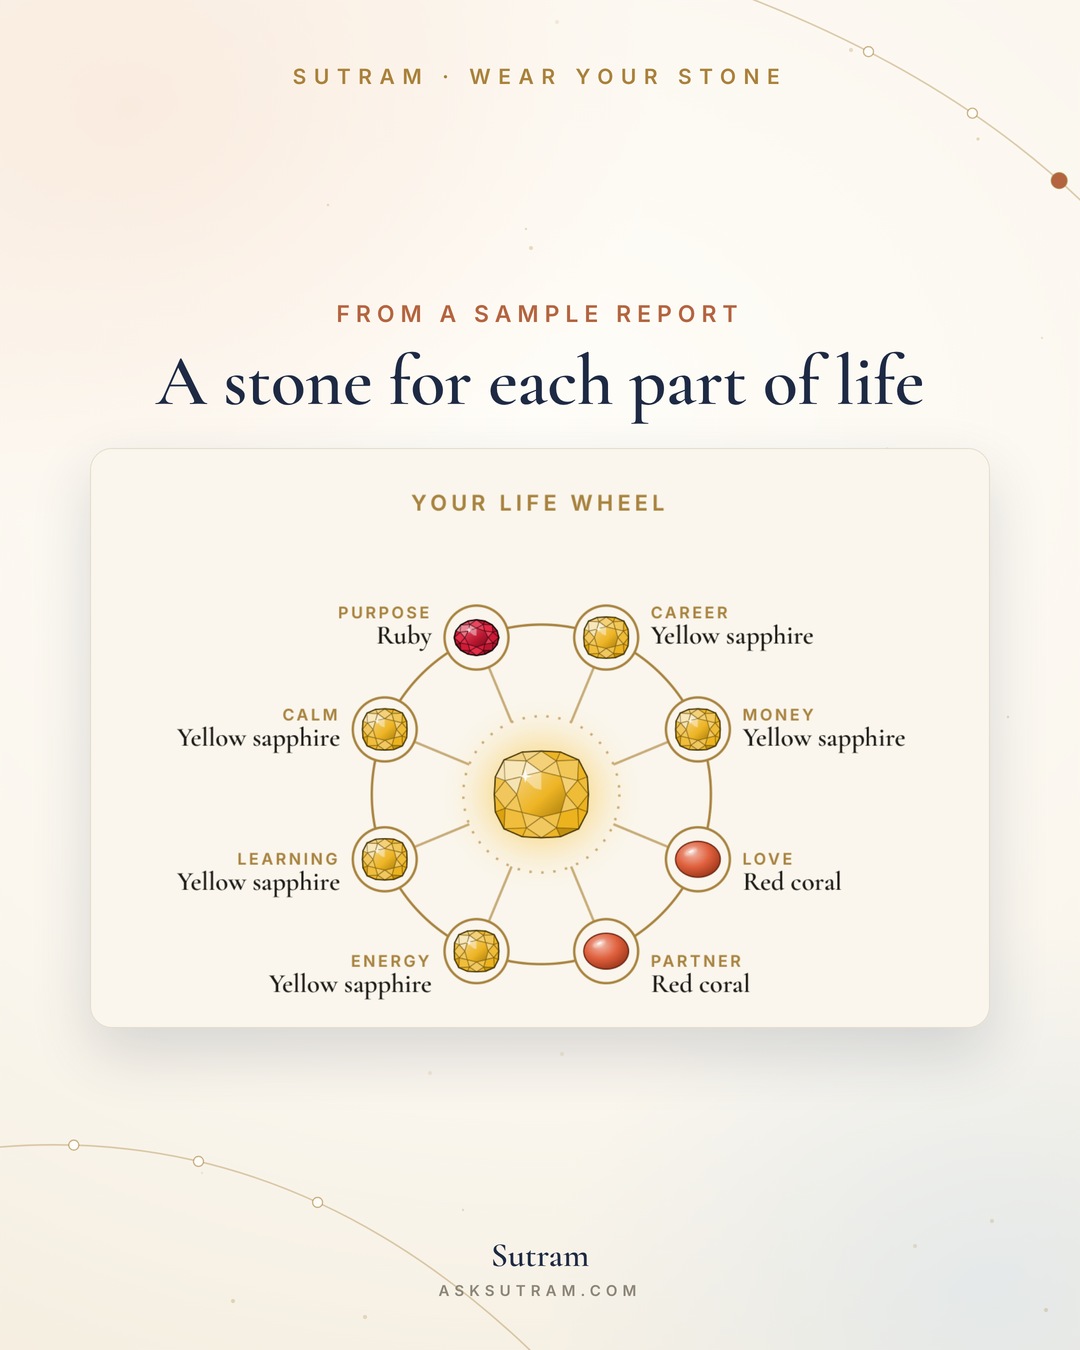 SUTRAM · WEAR YOUR STONE
FROM A SAMPLE REPORT
A stone for each part of life
YOUR LIFE WHEEL
PURPOSE
Ruby
CAREER
Yellow sapphire
CALM
Yellow sapphire
MONEY
Yellow sapphire
LEARNING
Yellow sapphire
LOVE
Red coral
ENERGY
Yellow sapphire
PARTNER
Red coral
Sutram
ASKSUTRAM.COM